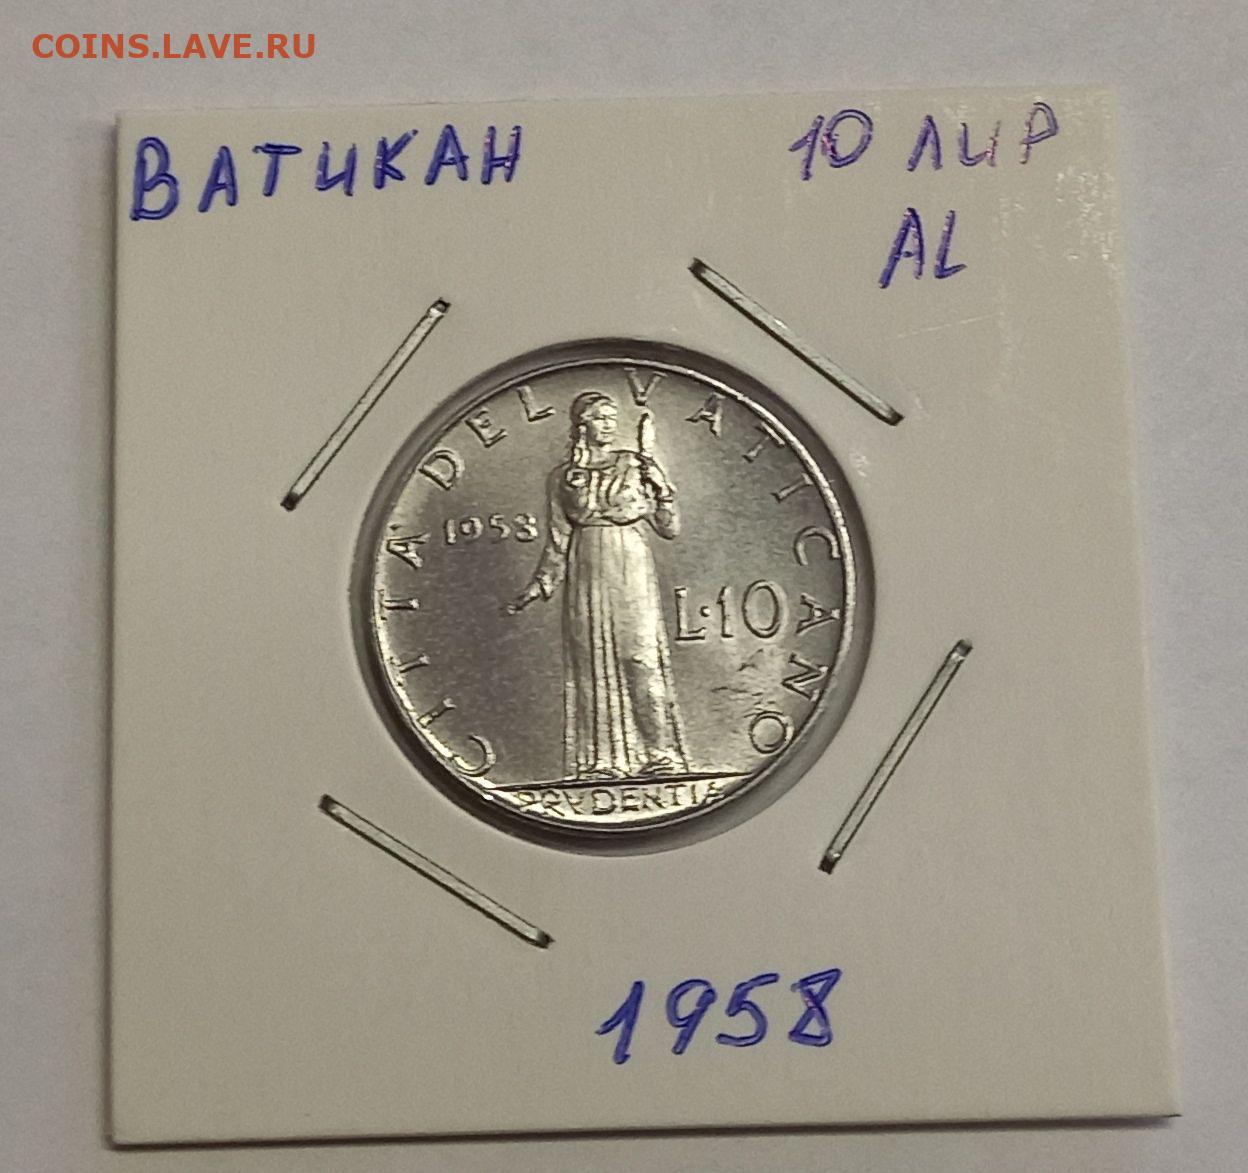 COINS.LAVE.RU
ВАТИКАН
10 ЛИР
AL
CITTA' DEL VATICANO
1958
L·10
PRVDENTIA
1958